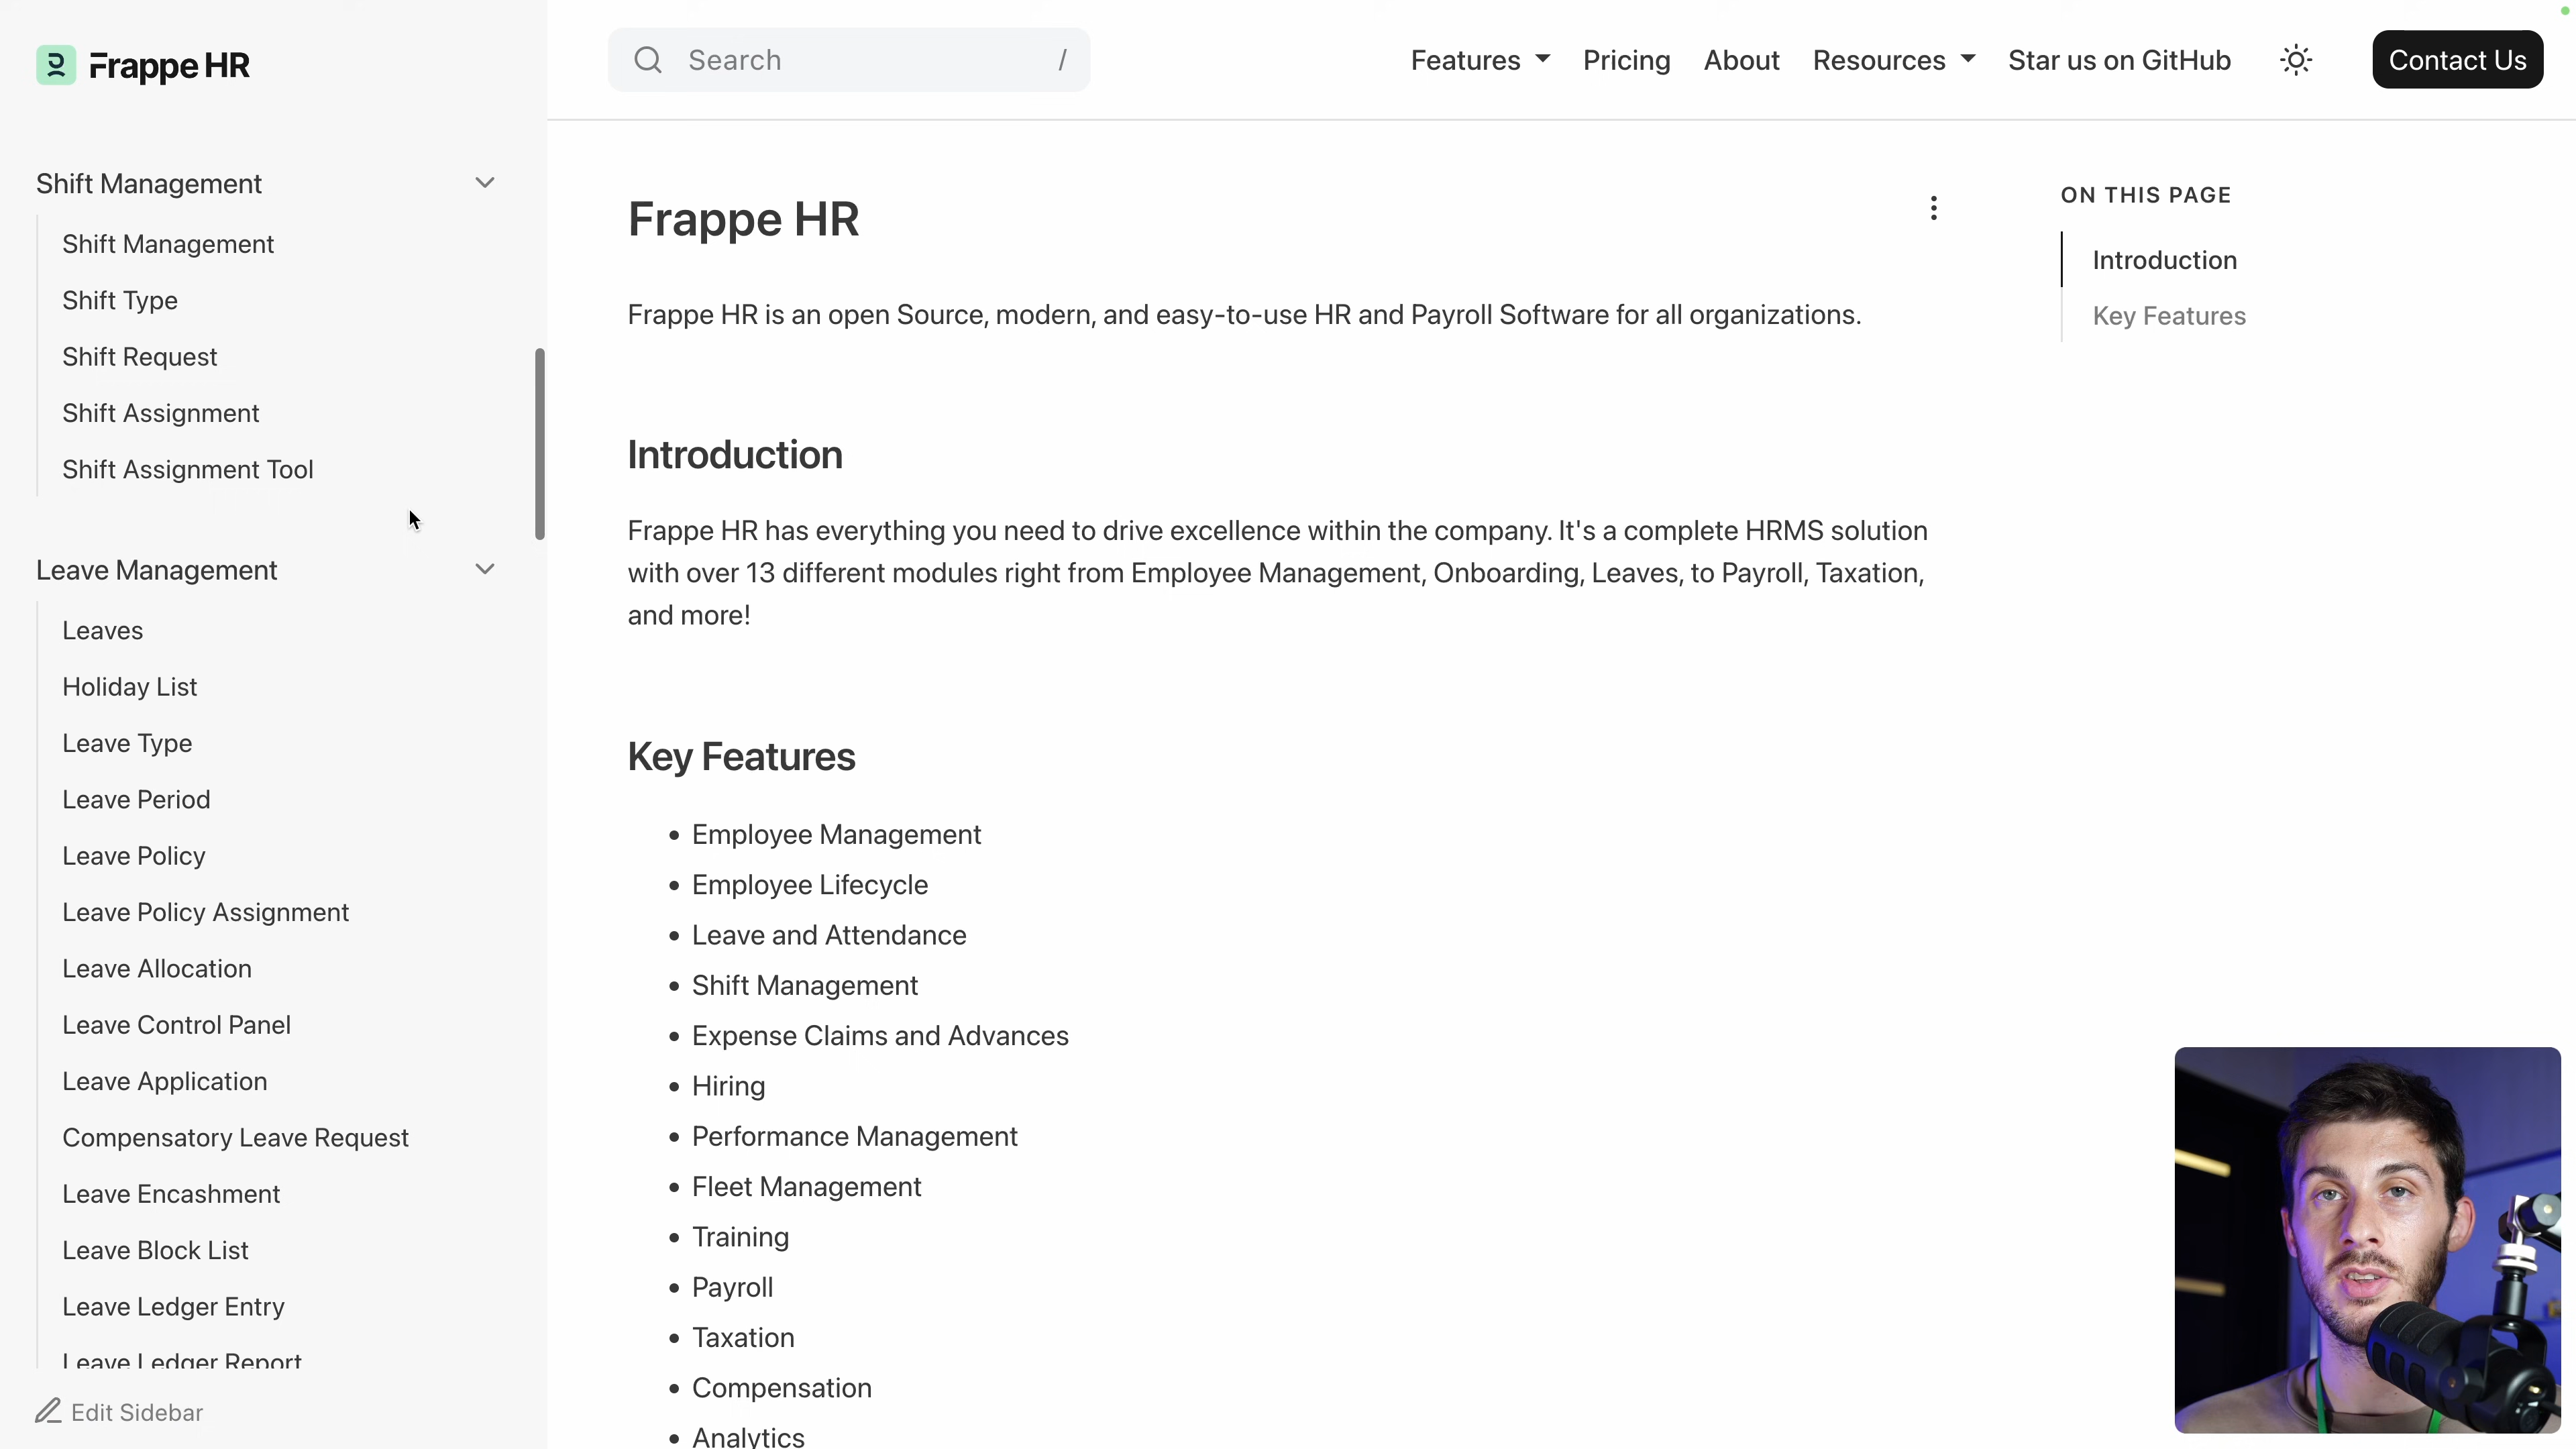 Frappe HR
Shift Management
Shift Management
Shift Type
Shift Request
Shift Assignment
Shift Assignment Tool
Leave Management
Leaves
Holiday List
Leave Type
Leave Period
Leave Policy
Leave Policy Assignment
Leave Allocation
Leave Control Panel
Leave Application
Compensatory Leave Request
Leave Encashment
Leave Block List
Leave Ledger Entry
Leave Ledger Report
Edit Sidebar
Search /
Features Pricing About Resources Star us on GitHub Contact Us
Frappe HR
Frappe HR is an open Source, modern, and easy-to-use HR and Payroll Software for all organizations.
Introduction
Frappe HR has everything you need to drive excellence within the company. It's a complete HRMS solution
with over 13 different modules right from Employee Management, Onboarding, Leaves, to Payroll, Taxation,
and more!
Key Features
• Employee Management
• Employee Lifecycle
• Leave and Attendance
• Shift Management
• Expense Claims and Advances
• Hiring
• Performance Management
• Fleet Management
• Training
• Payroll
• Taxation
• Compensation
• Analytics
ON THIS PAGE
Introduction
Key Features